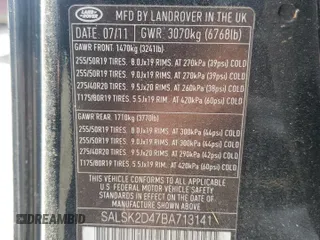 LAND ROVER
MFD BY LANDROVER IN THE UK
DATE 07/11 GWR. 3070kg (6768lb)
GAWR FRONT: 1470kg (3241lb)
255/50R19 TIRES. 8.0Jx19 RIMS. AT 270kPa (39psi) COLD
255/50R19 TIRES. 9.0Jx19 RIMS. AT 270kPa (39psi) COLD
275/40R20 TIRES. 9.5Jx20 RIMS. AT 260kPa (38psi) COLD
T175/80R19 TIRES. 5.5Jx19 RIM. AT 420kPa (60psi) COLD
GAWR REAR. 1710kg (3770lb)
255/50R19 TIRES. 8.0Jx19 RIMS. AT 300kPa (44psi) COLD
255/50R19 TIRES. 9.0Jx19 RIMS. AT 300kPa (44psi) COLD
275/40R20 TIRES. 9.5Jx20 RIMS. AT 290kPa (42psi) COLD
T175/80R19 TIRES. 5.5Jx19 RIM. AT 420kPa (60psi) COLD
THIS VEHICLE CONFORMS TO ALL APPLICABLE
U.S FEDERAL MOTOR VEHICLE SAFETY STANDARDS
IN EFFECT ON THE DATE OF
MANUFACTURE SHOWN ABOVE.
SALSK2D47BA713141